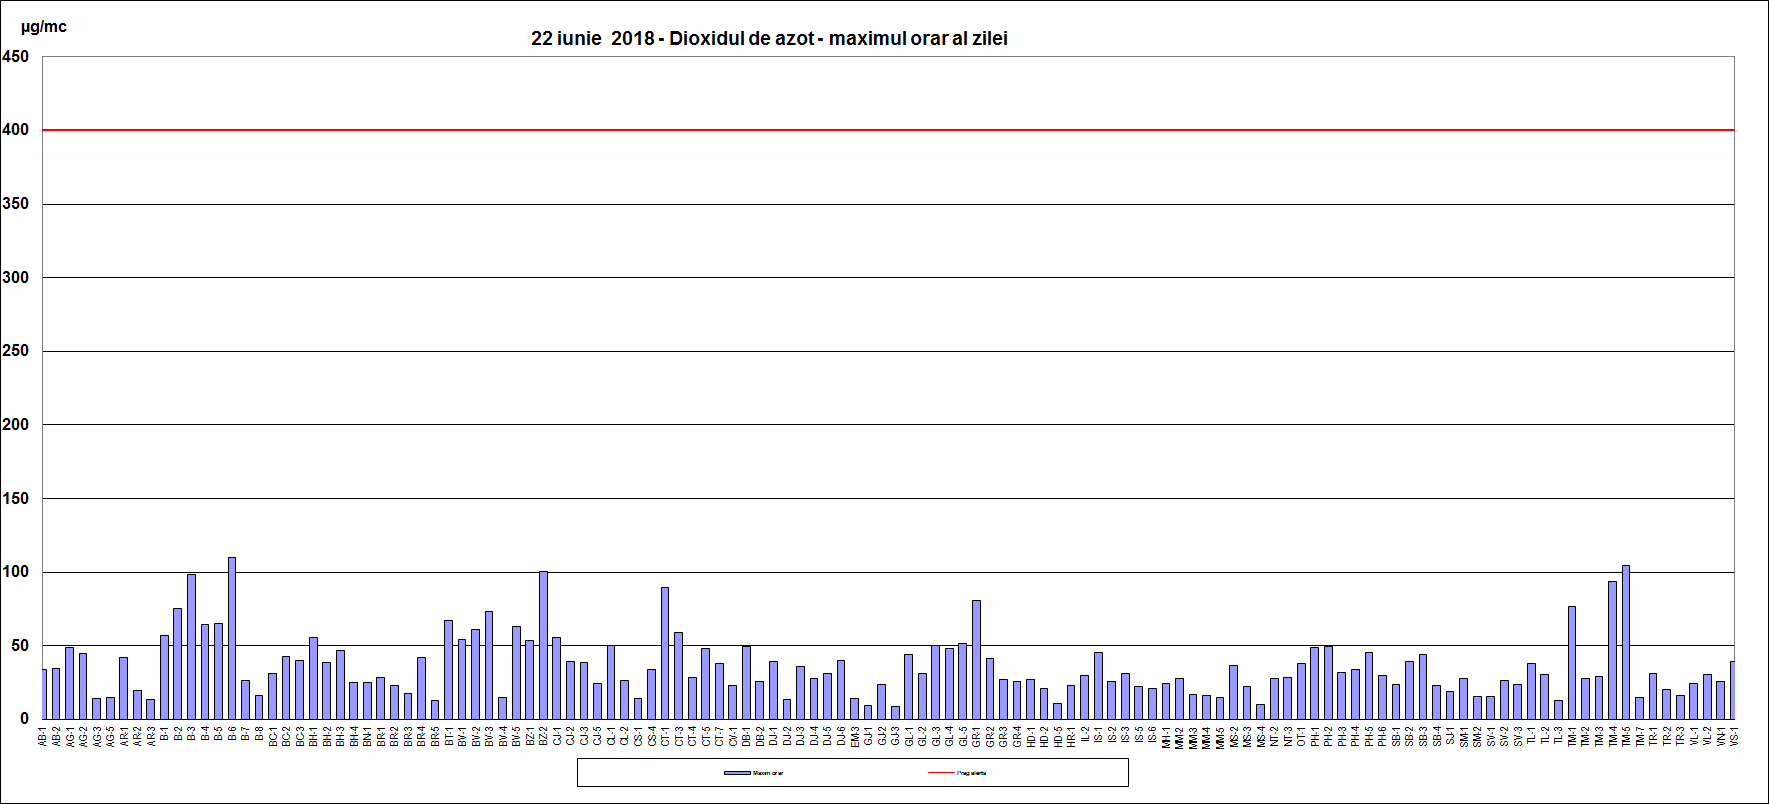 µg/mc
22 iunie 2018 - Dioxidul de azot - maximul orar al zilei
450
400
350
300
250
200
150
100
50
0
AB-1 AB-2 AG-1 AG-2 AG-3 AG-5 AR-1 AR-2 AR-3 B-1 B-2 B-3 B-4 B-5 B-6 B-7 B-8 BC-1 BC-2 BC-3 BH-1 BH-2 BH-3 BH-4 BN-1 BR-1 BR-2 BR-3 BR-4 BR-5 BT-1 BV-1 BV-2 BV-3 BV-4 BV-5 BZ-1 BZ-2 CJ-1 CJ-2 CJ-3 CJ-5 CL-1 CL-2 CS-1 CS-4 CT-1 CT-3 CT-4 CT-5 CT-7 CV-1 DB-1 DB-2 DJ-1 DJ-2 DJ-3 DJ-4 DJ-5 DJ-6 EM-3 GJ-1 GJ-2 GJ-3 GL-1 GL-2 GL-3 GL-4 GL-5 GR-1 GR-2 GR-3 GR-4 HD-1 HD-2 HD-5 HR-1 IL-2 IS-1 IS-2 IS-3 IS-5 IS-6 MH-1 MM-2 MM-3 MM-4 MM-5 MS-2 MS-3 MS-4 NT-2 NT-3 OT-1 PH-1 PH-2 PH-3 PH-4 PH-5 PH-6 SB-1 SB-2 SB-3 SB-4 SJ-1 SM-1 SM-2 SV-1 SV-2 SV-3 TL-1 TL-2 TL-3 TM-1 TM-2 TM-3 TM-4 TM-5 TM-7 TR-1 TR-2 TR-3 VL-1 VL-2 VN-1 VS-1
Maxim orar Prag alerta